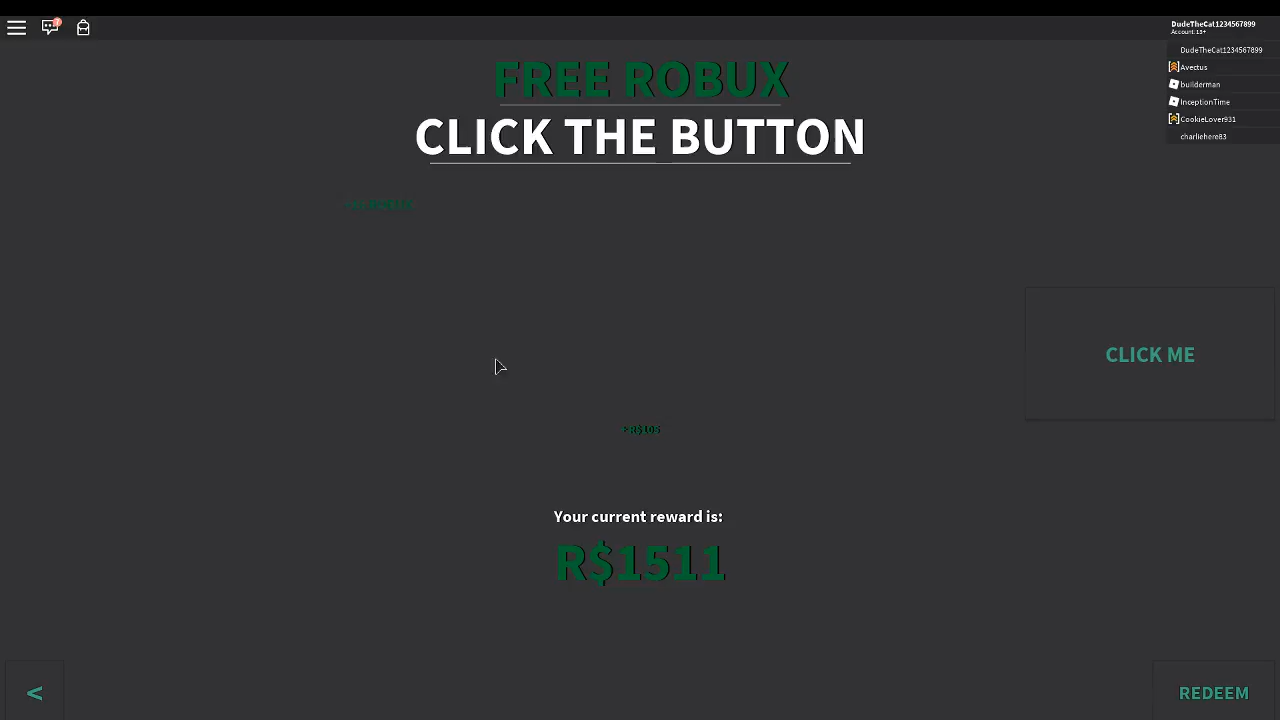 DudeTheCat1234567899
Account: 13+
DudeTheCat1234567899
Avectus
builderman
InceptionTime
CookieLover931
charliehere83
FREE ROBUX
CLICK THE BUTTON
CLICK ME
+R$105
Your current reward is:
R$1511
<
REDEEM